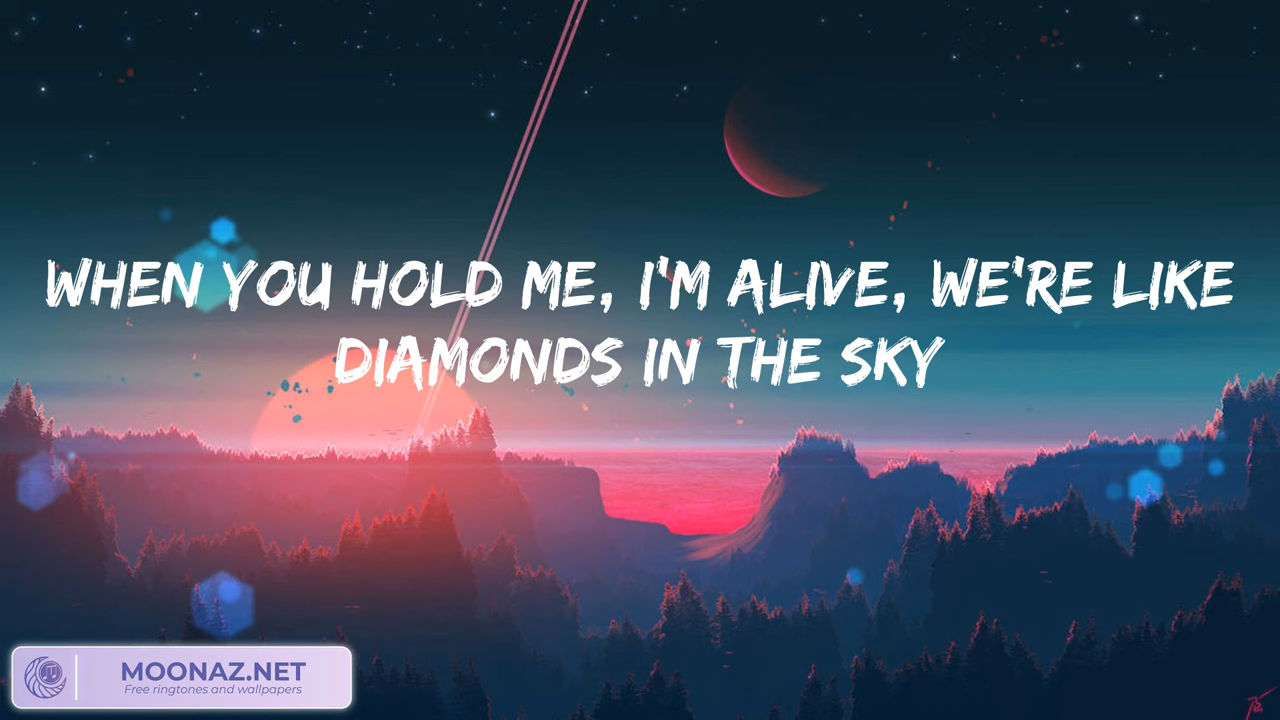 WHEN YOU HOLD ME, I'M ALIVE, WE'RE LIKE
DIAMONDS IN THE SKY
MOONAZ.NET
Free ringtones and wallpapers